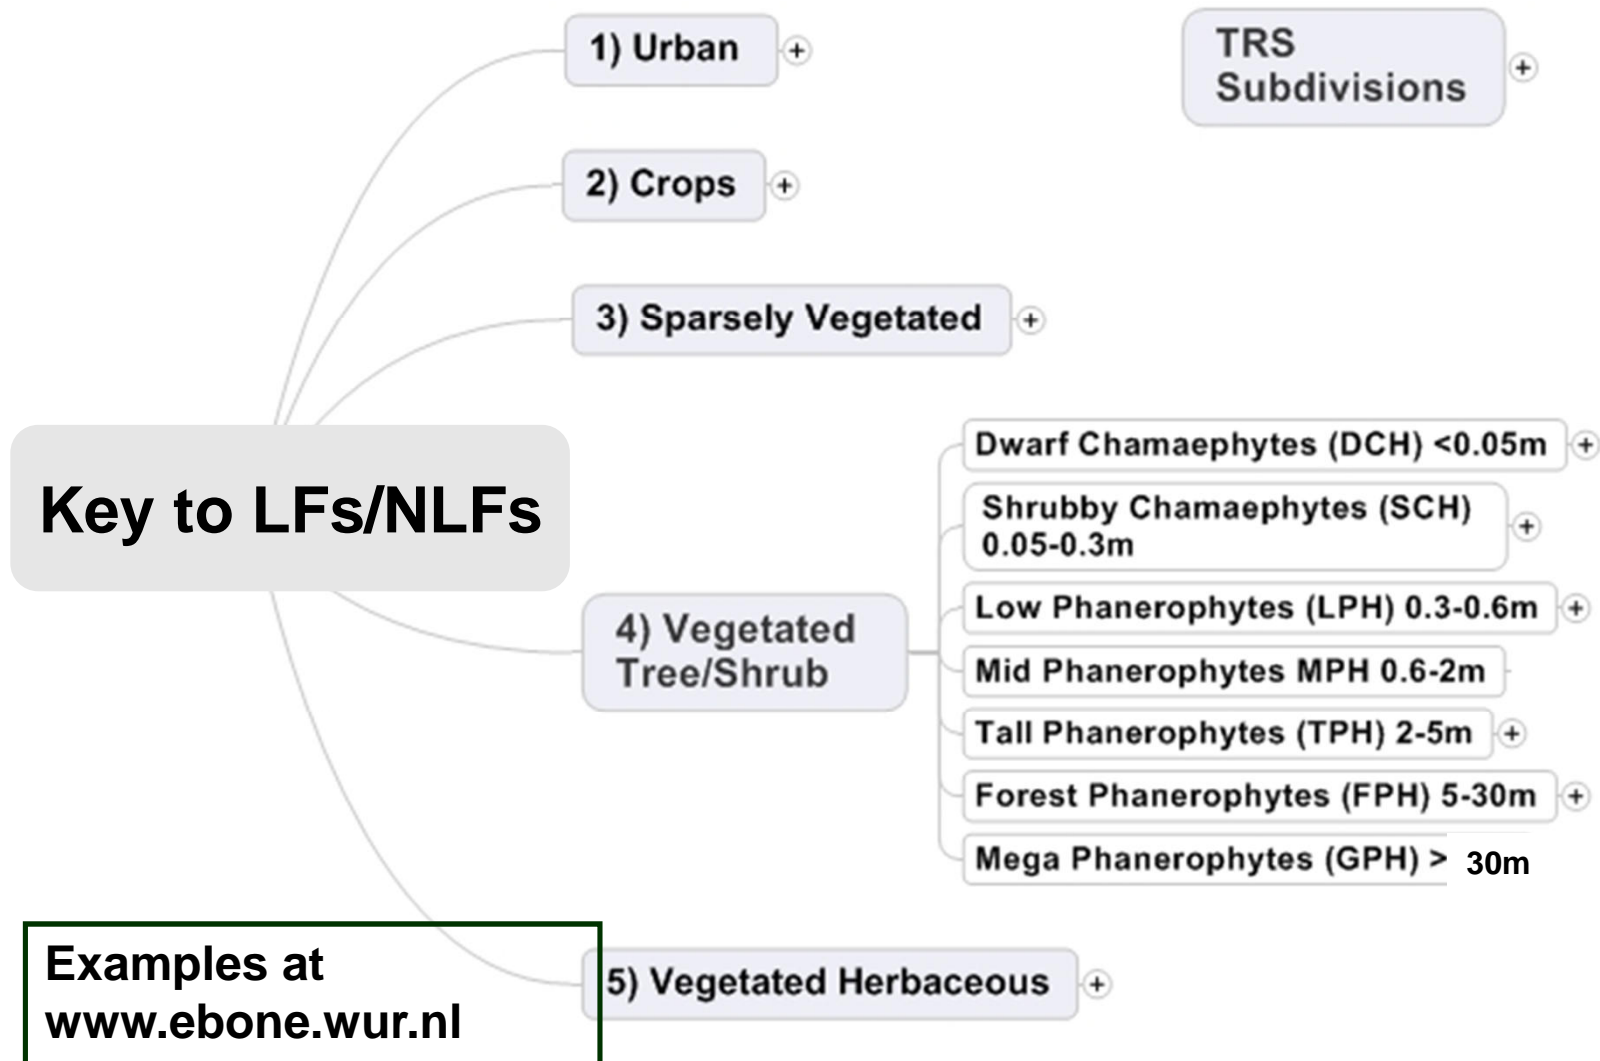 1) Urban
TRS
Subdivisions
2) Crops
3) Sparsely Vegetated
Key to LFs/NLFs
4) Vegetated
Tree/Shrub
Dwarf Chamaephytes (DCH) <0.05m
Shrubby Chamaephytes (SCH)
0.05-0.3m
Low Phanerophytes (LPH) 0.3-0.6m
Mid Phanerophytes MPH 0.6-2m
Tall Phanerophytes (TPH) 2-5m
Forest Phanerophytes (FPH) 5-30m
Mega Phanerophytes (GPH) > 30m
5) Vegetated Herbaceous
Examples at
www.ebone.wur.nl